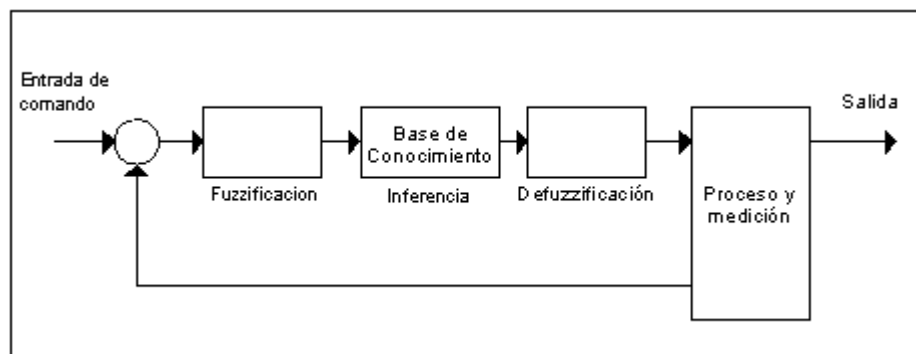 Entrada de
comando
Salida
Base de
Conocimiento
Fuzzificacion
Inferencia
Defuzzificación
Proceso y
medición